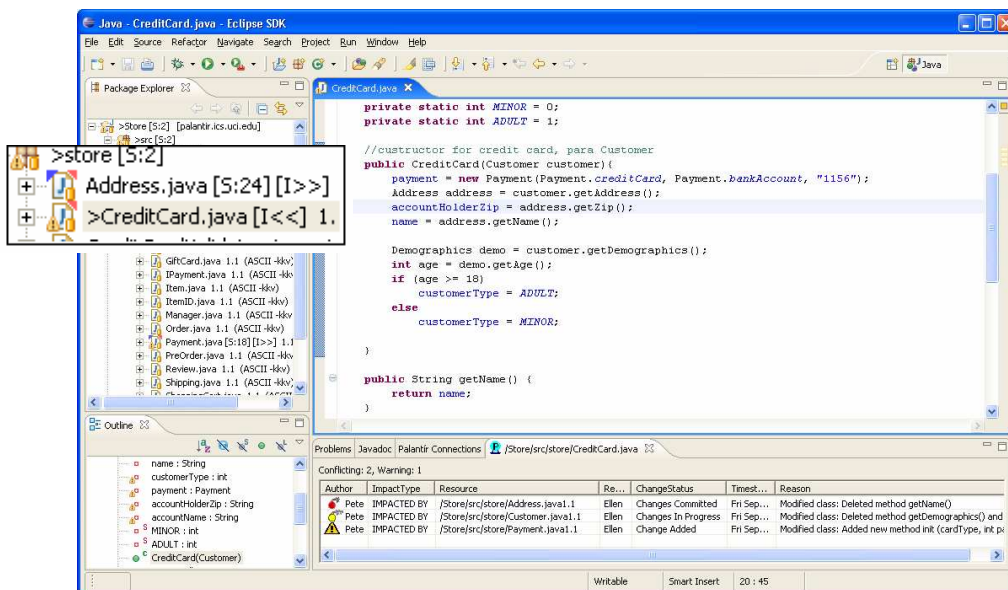 Java - CreditCard.java - Eclipse SDK
File Edit Source Refactor Navigate Search Project Run Window Help
Java
Package Explorer
>Store [S:2] [palantir.ics.uci.edu]
>src [S:2]
>store [S:2]
Address.java [S:24] [I>>]
>CreditCard.java [I<<] 1.
GiftCard.java 1.1 (ASCII -kkv)
IPayment.java 1.1 (ASCII -kkv
Item.java 1.1 (ASCII -kkv)
ItemID.java 1.1 (ASCII -kkv)
Manager.java 1.1 (ASCII -kkv
Order.java 1.1 (ASCII -kkv)
Payment.java [S:18] [I>>] 1.1
PreOrder.java 1.1 (ASCII -kkv
Review.java 1.1 (ASCII -kkv)
Shipping.java 1.1 (ASCII -kkv)
CreditCard.java
private static int MINOR = 0;
private static int ADULT = 1;
//custructor for credit card, para Customer
public CreditCard(Customer customer){
payment = new Payment(Payment.creditCard, Payment.bankAccount, "1156");
Address address = customer.getAddress();
accountHolderZip = address.getZip();
name = address.getName();
Demographics demo = customer.getDemographics();
int age = demo.getAge();
if (age >= 18)
customerType = ADULT;
else
customerType = MINOR;
}
public String getName() {
return name;
}
Outline
name : String
customerType : int
payment : Payment
accountHolderZip : String
accountName : String
MINOR : int
ADULT : int
CreditCard(Customer)
Problems Javadoc Palantír Connections /Store/src/store/CreditCard.java
Conflicting: 2, Warning: 1
Author ImpactType Resource Re... ChangeStatus Timest... Reason
Pete IMPACTED BY /Store/src/store/Address.java1.1 Ellen Changes Committed Fri Sep... Modified class: Deleted method getName()
Pete IMPACTED BY /Store/src/store/Customer.java1.1 Ellen Changes In Progress Fri Sep... Modified class: Deleted method getDemographics() and
Pete IMPACTED BY /Store/src/store/Payment.java1.1 Ellen Change Added Fri Sep... Modified class: Added new method init (cardType, int pa
Writable Smart Insert 20 : 45